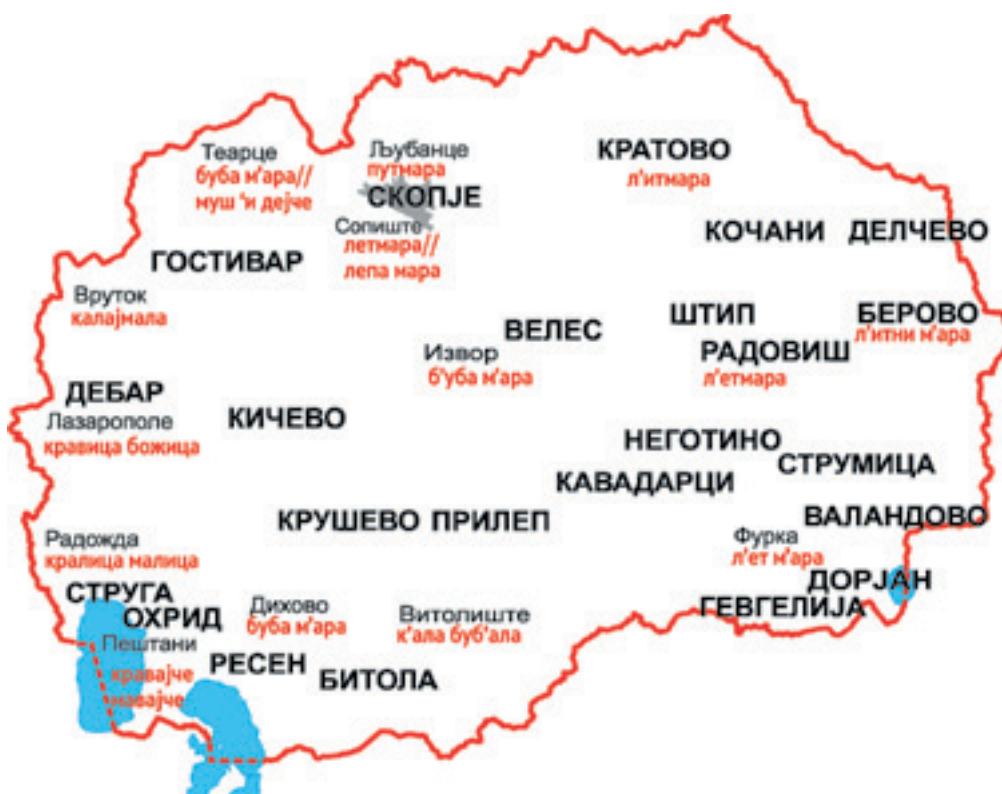 Теарце
буба м'ара//
муш 'и дејче
Љубанце
путмара
СКОПЈЕ
Сопиште
летмара//
лепа мара
КРАТОВО
л'итмара
КОЧАНИ
ДЕЛЧЕВО
ГОСТИВАР
Вруток
калајмала
ВЕЛЕС
Извор
б'уба м'ара
ШТИП
РАДОВИШ
л'етмара
БЕРОВО
л'итни м'ара
ДЕБАР
Лазарополе
кравица божица
КИЧЕВО
НЕГОТИНО
СТРУМИЦА
КАВАДАРЦИ
КРУШЕВО
ПРИЛЕП
ВАЛАНДОВО
Фурка
л'ет м'ара
ДОРЈАН
ГЕВГЕЛИЈА
Радожда
кралица малица
СТРУГА
ОХРИД
Пештани
кравајче
мавајче
Дихово
буба м'ара
Витолиште
к'ала буб'ала
РЕСЕН
БИТОЛА